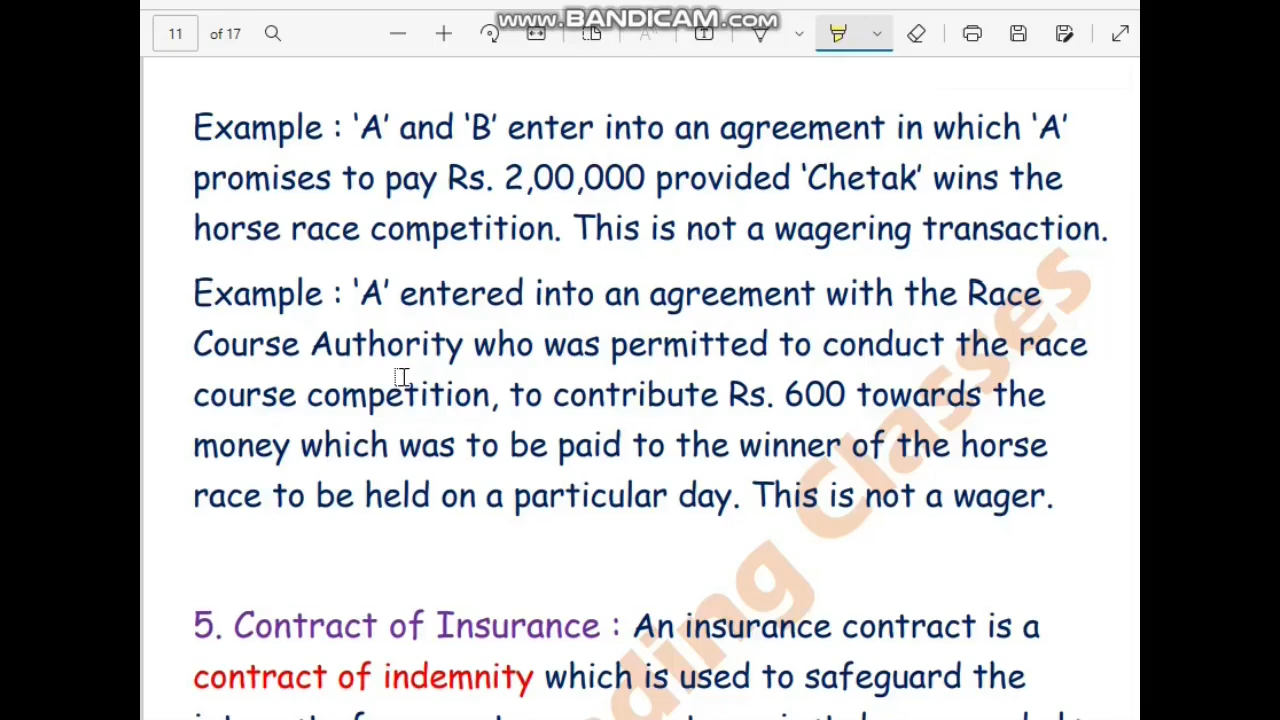 www.BANDICAM.com
11 of 17
Example : ‘A’ and ‘B’ enter into an agreement in which ‘A’
promises to pay Rs. 2,00,000 provided ‘Chetak’ wins the
horse race competition. This is not a wagering transaction.
Example : ‘A’ entered into an agreement with the Race
Course Authority who was permitted to conduct the race
course competition, to contribute Rs. 600 towards the
money which was to be paid to the winner of the horse
race to be held on a particular day. This is not a wager.
5. Contract of Insurance : An insurance contract is a
contract of indemnity which is used to safeguard the
Classes